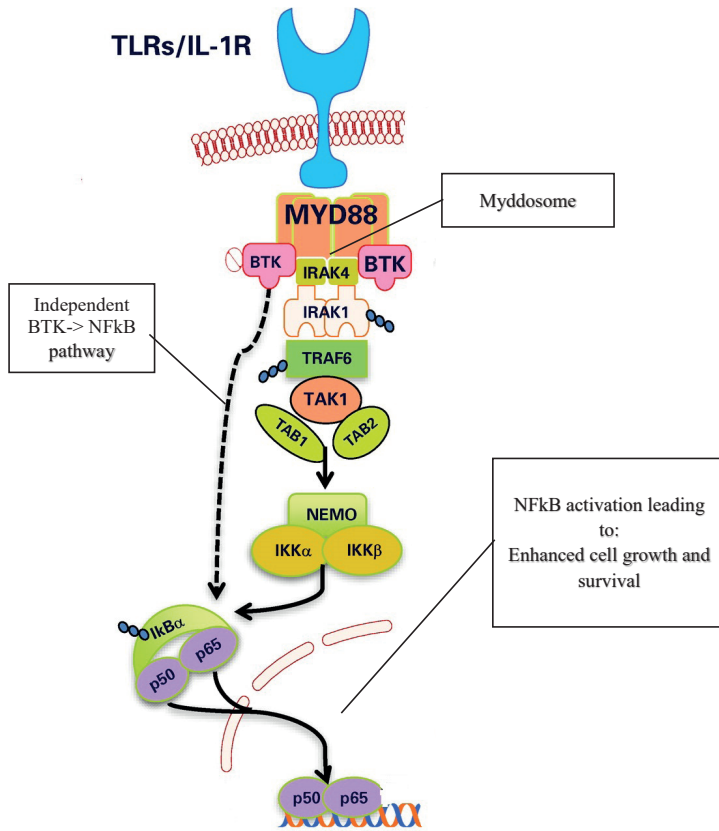 TLRs/IL-1R
MYD88
Myddosome
BTK
IRAK4
BTK
Independent
BTK-> NFkB
pathway
IRAK1
TRAF6
TAK1
TAB1
TAB2
NEMO
IKKα
IKKβ
NFkB activation leading
to:
Enhanced cell growth and
survival
IkBα
p50
p65
p50
p65